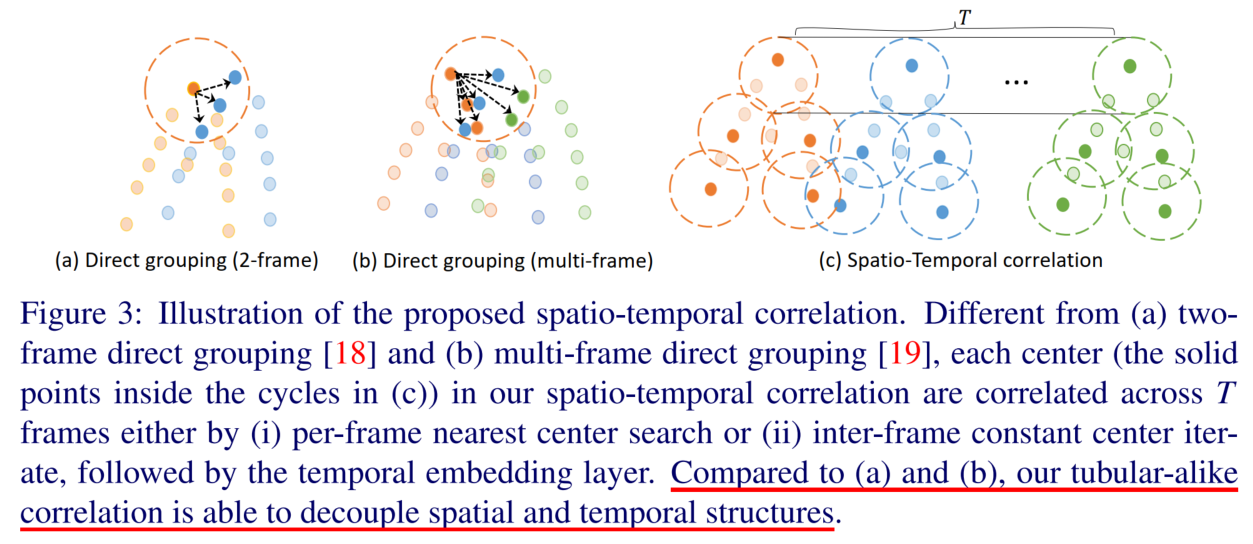 T
...
(a) Direct grouping (2-frame)
(b) Direct grouping (multi-frame)
(c) Spatio-Temporal correlation
Figure 3: Illustration of the proposed spatio-temporal correlation. Different from (a) two-
frame direct grouping [18] and (b) multi-frame direct grouping [19], each center (the solid
points inside the cycles in (c)) in our spatio-temporal correlation are correlated across T
frames either by (i) per-frame nearest center search or (ii) inter-frame constant center iter-
ate, followed by the temporal embedding layer. Compared to (a) and (b), our tubular-alike
correlation is able to decouple spatial and temporal structures.